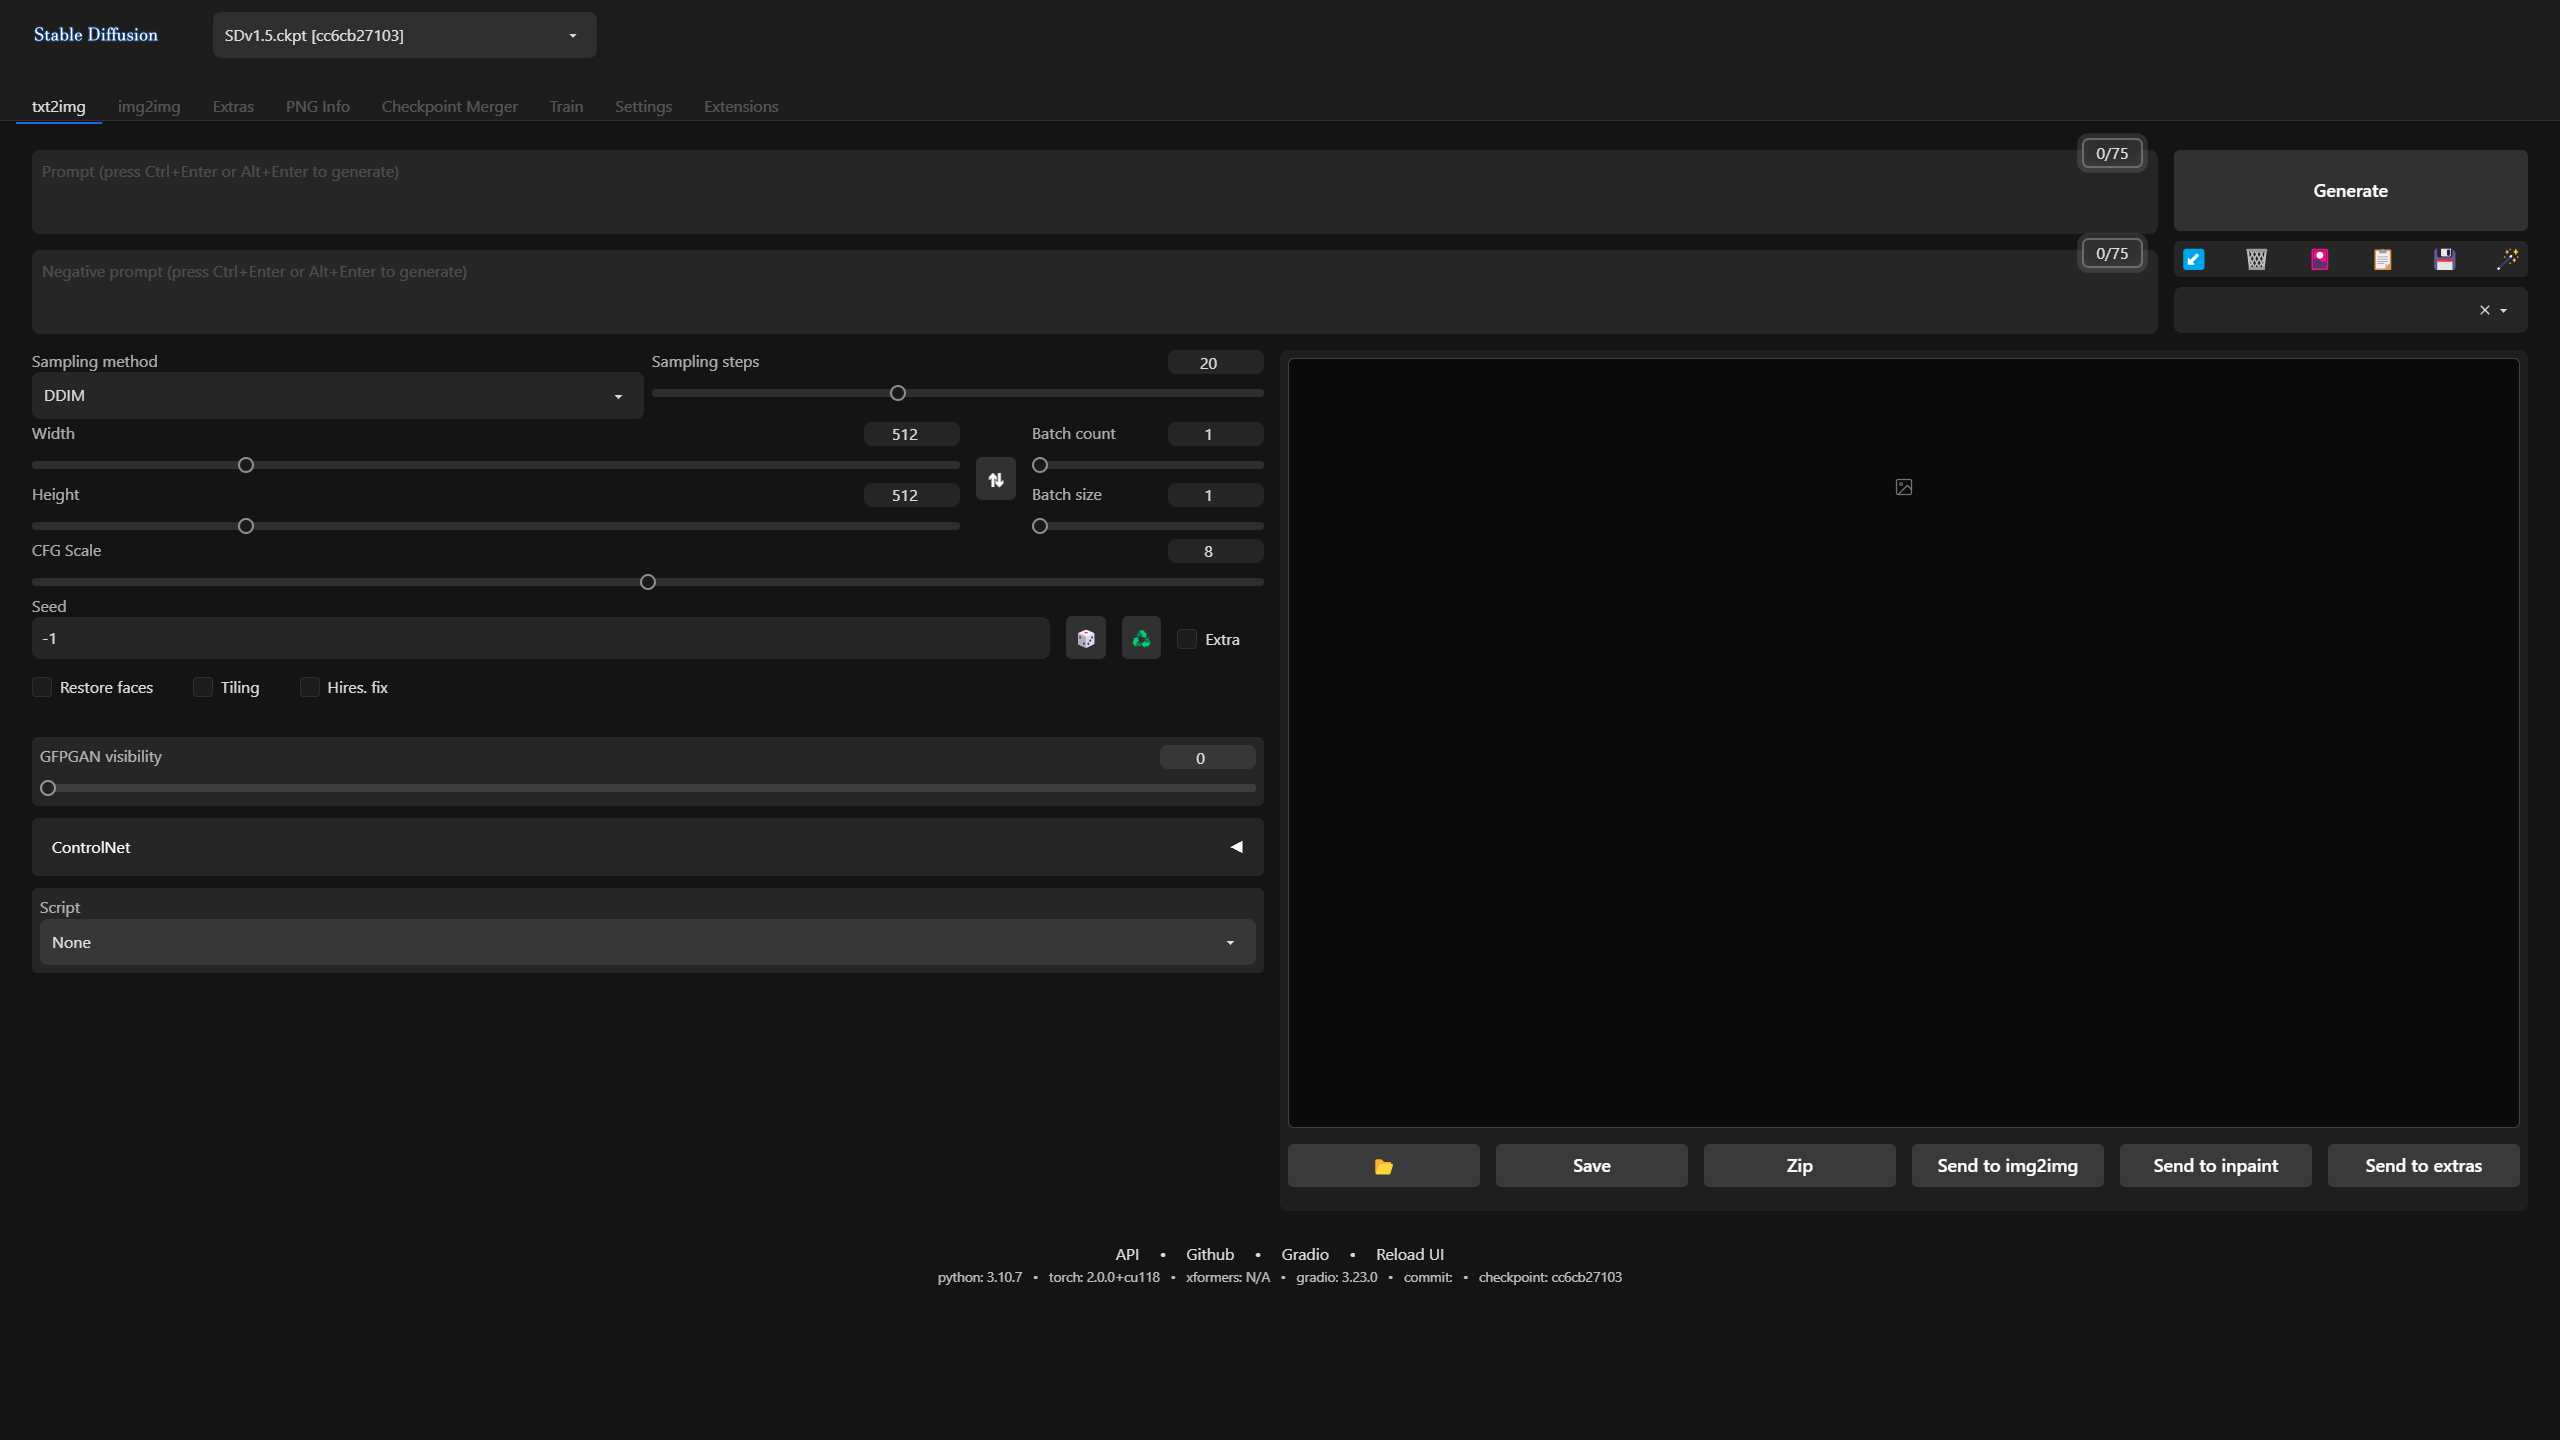 Stable Diffusion
SDv1.5.ckpt [cc6cb27103]
txt2img img2img Extras PNG Info Checkpoint Merger Train Settings Extensions
Prompt (press Ctrl+Enter or Alt+Enter to generate)
0/75
Generate
Negative prompt (press Ctrl+Enter or Alt+Enter to generate)
0/75
Sampling method
DDIM
Sampling steps
20
Width
512
Batch count
1
Height
512
Batch size
1
CFG Scale
8
Seed
-1
Extra
Restore faces Tiling Hires. fix
GFPGAN visibility
0
ControlNet
Script
None
Save Zip Send to img2img Send to inpaint Send to extras
API • Github • Gradio • Reload UI
python: 3.10.7 • torch: 2.0.0+cu118 • xformers: N/A • gradio: 3.23.0 • commit: • checkpoint: cc6cb27103